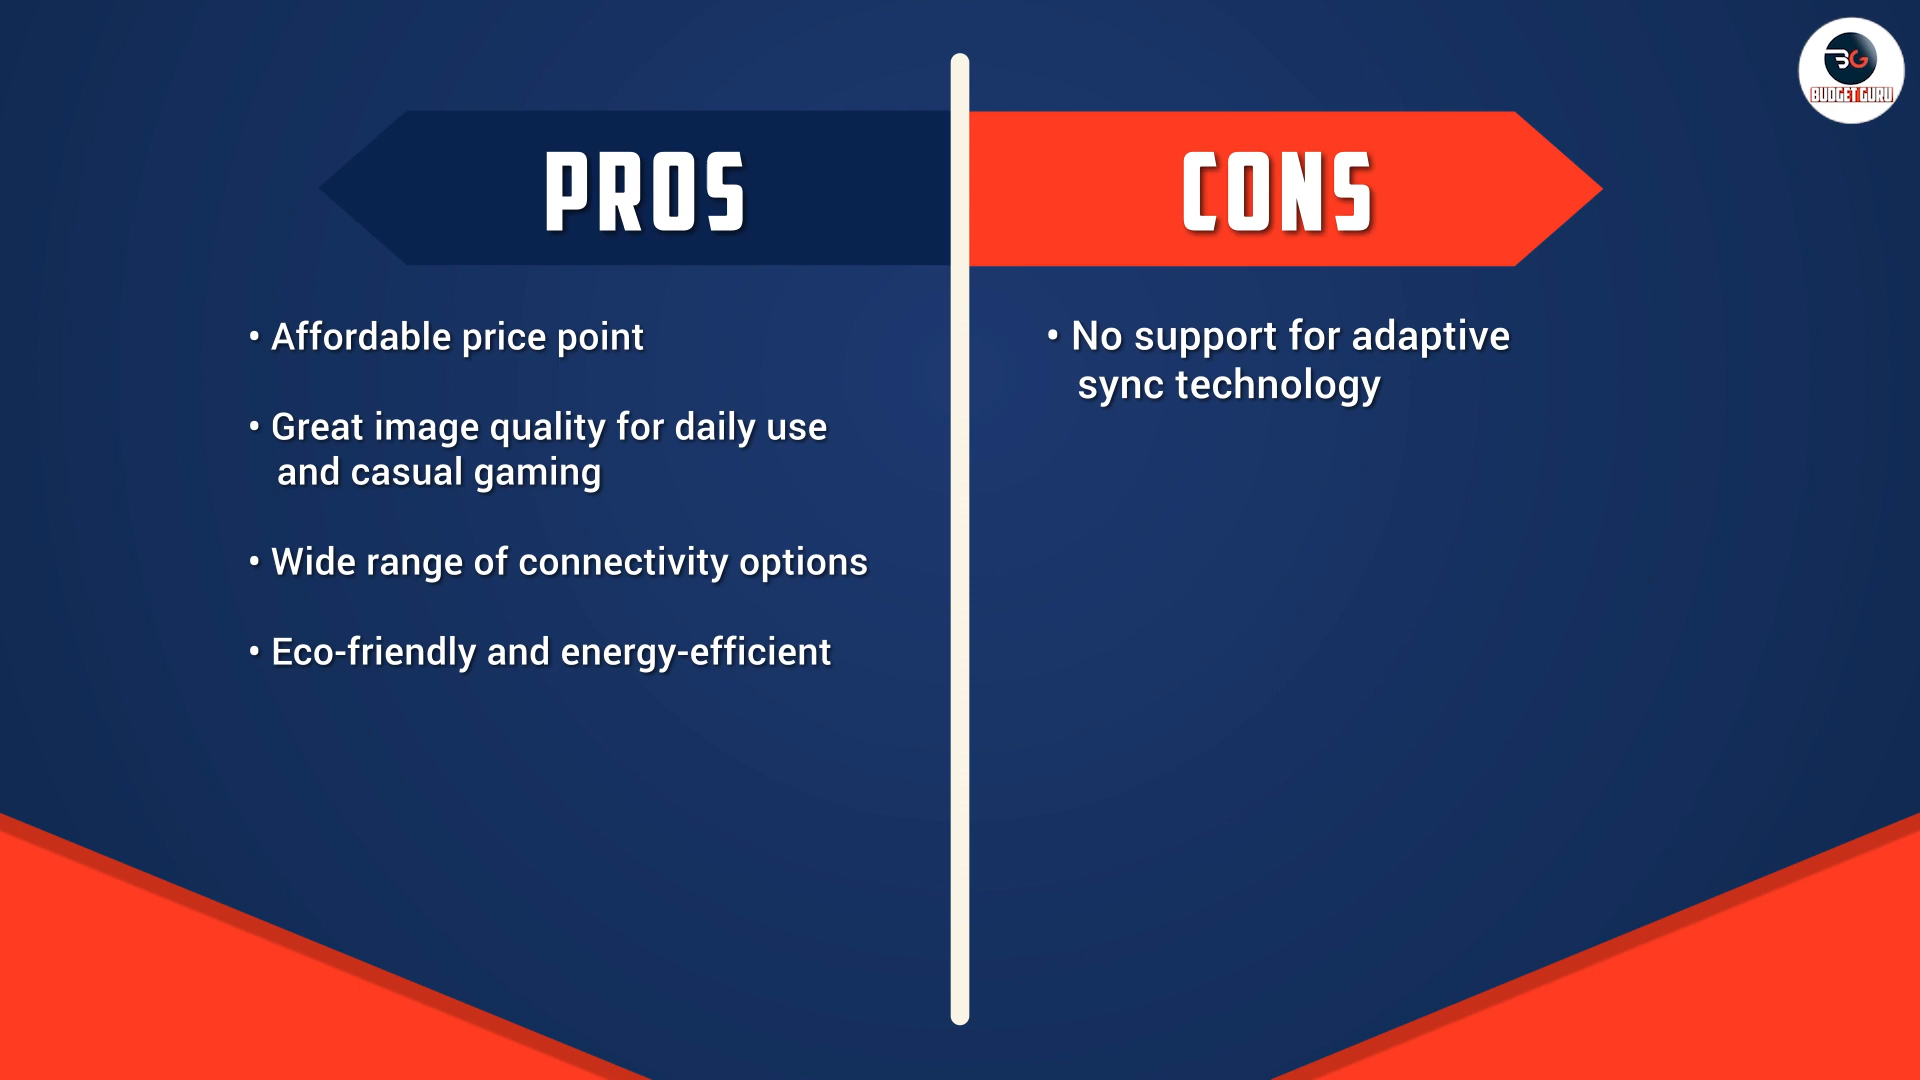 BG
BUDGET GURU
PROS
CONS
• Affordable price point
• Great image quality for daily use
and casual gaming
• Wide range of connectivity options
• Eco-friendly and energy-efficient
• No support for adaptive
sync technology